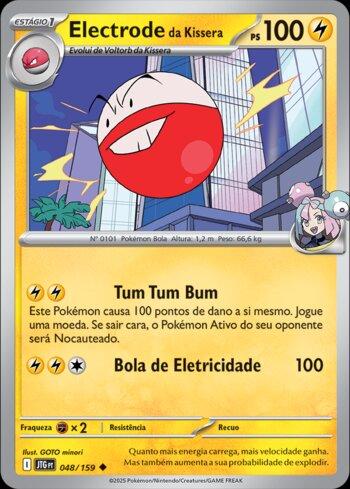 ESTÁGIO 1 Electrode da Kissera PS 100
Evolui de Voltorb da Kissera
Nº 0101 Pokémon Bola Altura: 1,2 m Peso: 66,6 kg
Tum Tum Bum
Este Pokémon causa 100 pontos de dano a si mesmo. Jogue
uma moeda. Se sair cara, o Pokémon Ativo do seu oponente
será Nocauteado.
Bola de Eletricidade 100
Fraqueza ×2 Resistência Recuo
Ilust. GOTO minori
I JTG PT 048/159
Quanto mais energia carrega, mais velocidade ganha.
Mas também aumenta a sua probabilidade de explodir.
©2025 Pokémon/Nintendo/Creatures/GAME FREAK